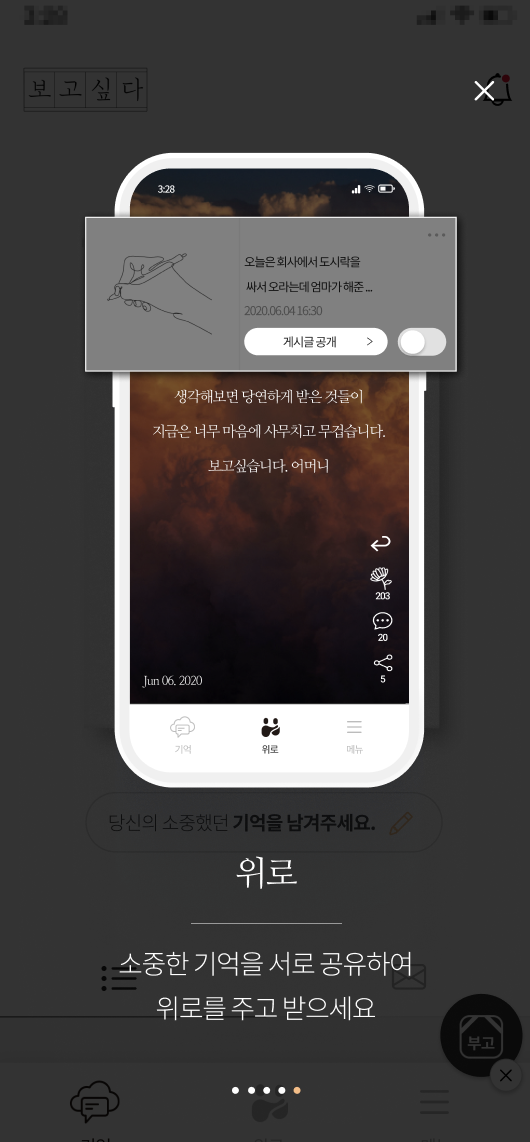 보고싶다
3:28
오늘은 회사에서 도시락을
싸서 오라는데 엄마가 해준 ...
2020.06.04 16:30
게시글 공개 >
생각해보면 당연하게 받은 것들이
지금은 너무 마음에 사무치고 무겁습니다.
보고싶습니다. 어머니
203
20
5
Jun 06. 2020
기억
위로
메뉴
당신의 소중했던 기억을 남겨주세요.
위로
소중한 기억을 서로 공유하여
위로를 주고 받으세요
부고